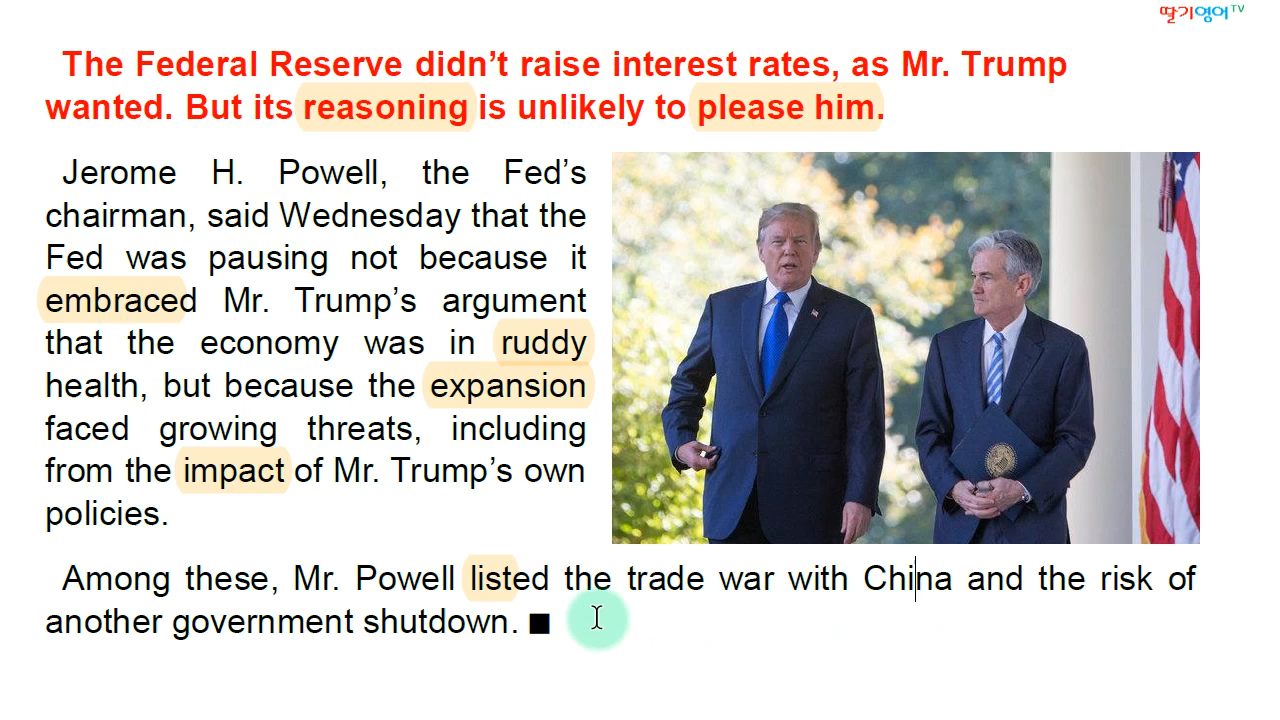 딸기영어TV
The Federal Reserve didn’t raise interest rates, as Mr. Trump
wanted. But its reasoning is unlikely to please him.
Jerome H. Powell, the Fed’s
chairman, said Wednesday that the
Fed was pausing not because it
embraced Mr. Trump’s argument
that the economy was in ruddy
health, but because the expansion
faced growing threats, including
from the impact of Mr. Trump’s own
policies.
Among these, Mr. Powell listed the trade war with China and the risk of
another government shutdown. ■